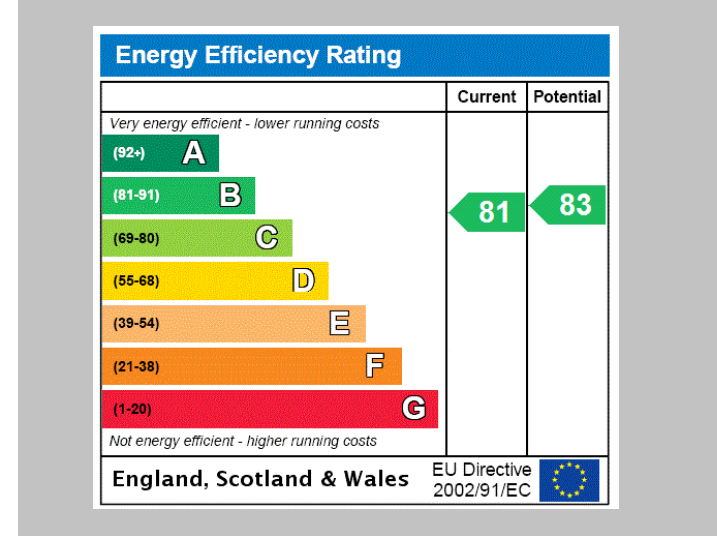 Energy Efficiency Rating
Current Potential
Very energy efficient - lower running costs
(92+) A
(81-91) B
(69-80) C
(55-68) D
(39-54) E
(21-38) F
(1-20) G
81
83
Not energy efficient - higher running costs
England, Scotland & Wales
EU Directive
2002/91/EC